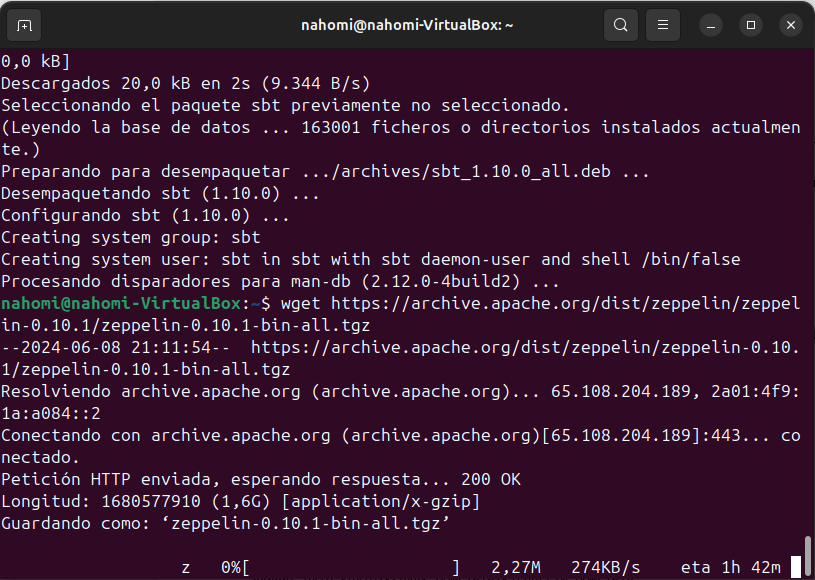 nahomi@nahomi-VirtualBox: ~
0,0 kB]
Descargados 20,0 kB en 2s (9.344 B/s)
Seleccionando el paquete sbt previamente no seleccionado.
(Leyendo la base de datos ... 163001 ficheros o directorios instalados actualmen
te.)
Preparando para desempaquetar .../archives/sbt_1.10.0_all.deb ...
Desempaquetando sbt (1.10.0) ...
Configurando sbt (1.10.0) ...
Creating system group: sbt
Creating system user: sbt in sbt with sbt daemon-user and shell /bin/false
Procesando disparadores para man-db (2.12.0-4build2) ...
nahomi@nahomi-VirtualBox:~$ wget https://archive.apache.org/dist/zeppelin/zeppel
in-0.10.1/zeppelin-0.10.1-bin-all.tgz
--2024-06-08 21:11:54--  https://archive.apache.org/dist/zeppelin/zeppelin-0.10.
1/zeppelin-0.10.1-bin-all.tgz
Resolviendo archive.apache.org (archive.apache.org)... 65.108.204.189, 2a01:4f9:
1a:a084::2
Conectando con archive.apache.org (archive.apache.org)[65.108.204.189]:443... co
nectado.
Petición HTTP enviada, esperando respuesta... 200 OK
Longitud: 1680577910 (1,6G) [application/x-gzip]
Guardando como: ‘zeppelin-0.10.1-bin-all.tgz’
z   0%[                    ]   2,27M   274KB/s    eta 1h 42m